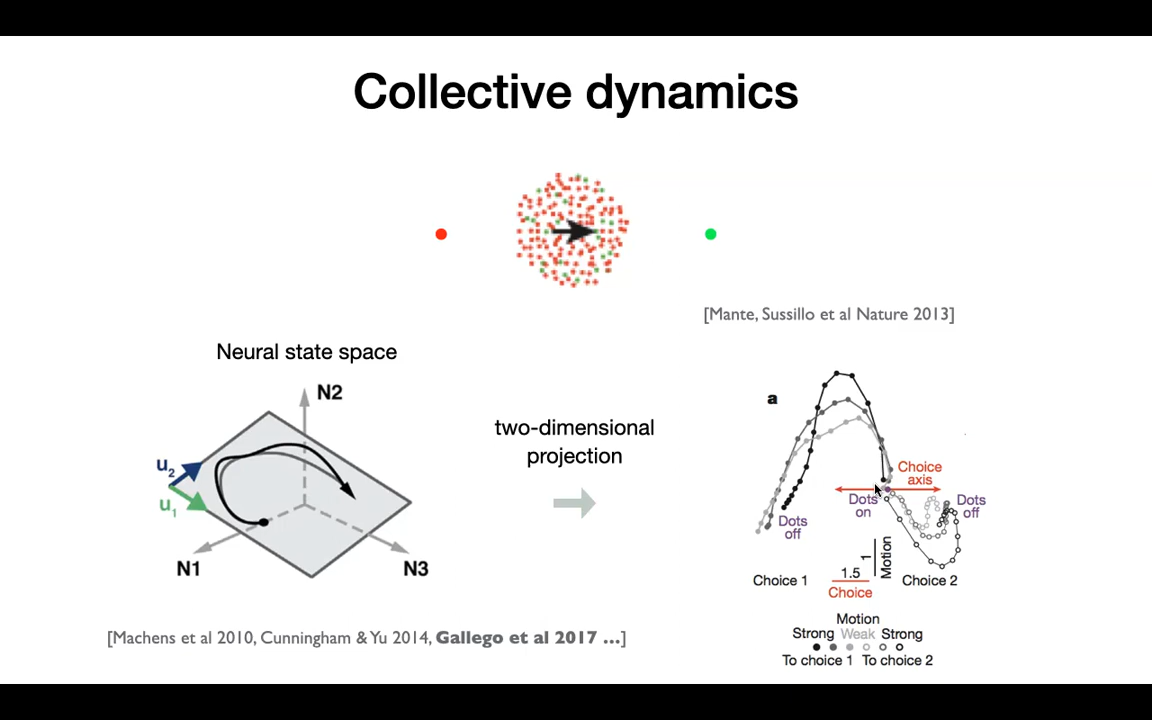 Collective dynamics
[Mante, Sussillo et al Nature 2013]
Neural state space
N2
u2
u1
N1
N3
two-dimensional
projection
[Machens et al 2010, Cunningham & Yu 2014, Gallego et al 2017 ...]
a
Choice
axis
Dots
on
Dots
off
Dots
off
1
Motion
1.5
Choice
Choice 1
Choice 2
Motion
Strong Weak Strong
To choice 1 To choice 2